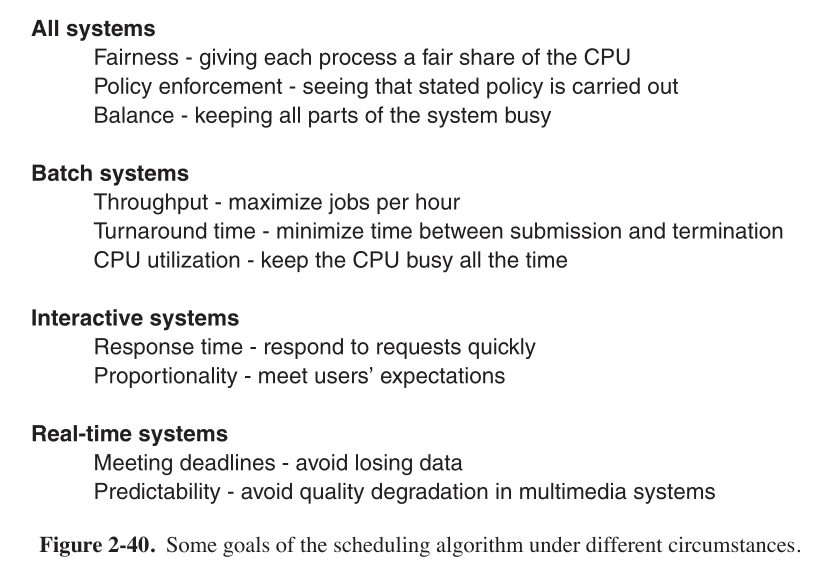 All systems
Fairness - giving each process a fair share of the CPU
Policy enforcement - seeing that stated policy is carried out
Balance - keeping all parts of the system busy
Batch systems
Throughput - maximize jobs per hour
Turnaround time - minimize time between submission and termination
CPU utilization - keep the CPU busy all the time
Interactive systems
Response time - respond to requests quickly
Proportionality - meet users’ expectations
Real-time systems
Meeting deadlines - avoid losing data
Predictability - avoid quality degradation in multimedia systems
Figure 2-40. Some goals of the scheduling algorithm under different circumstances.